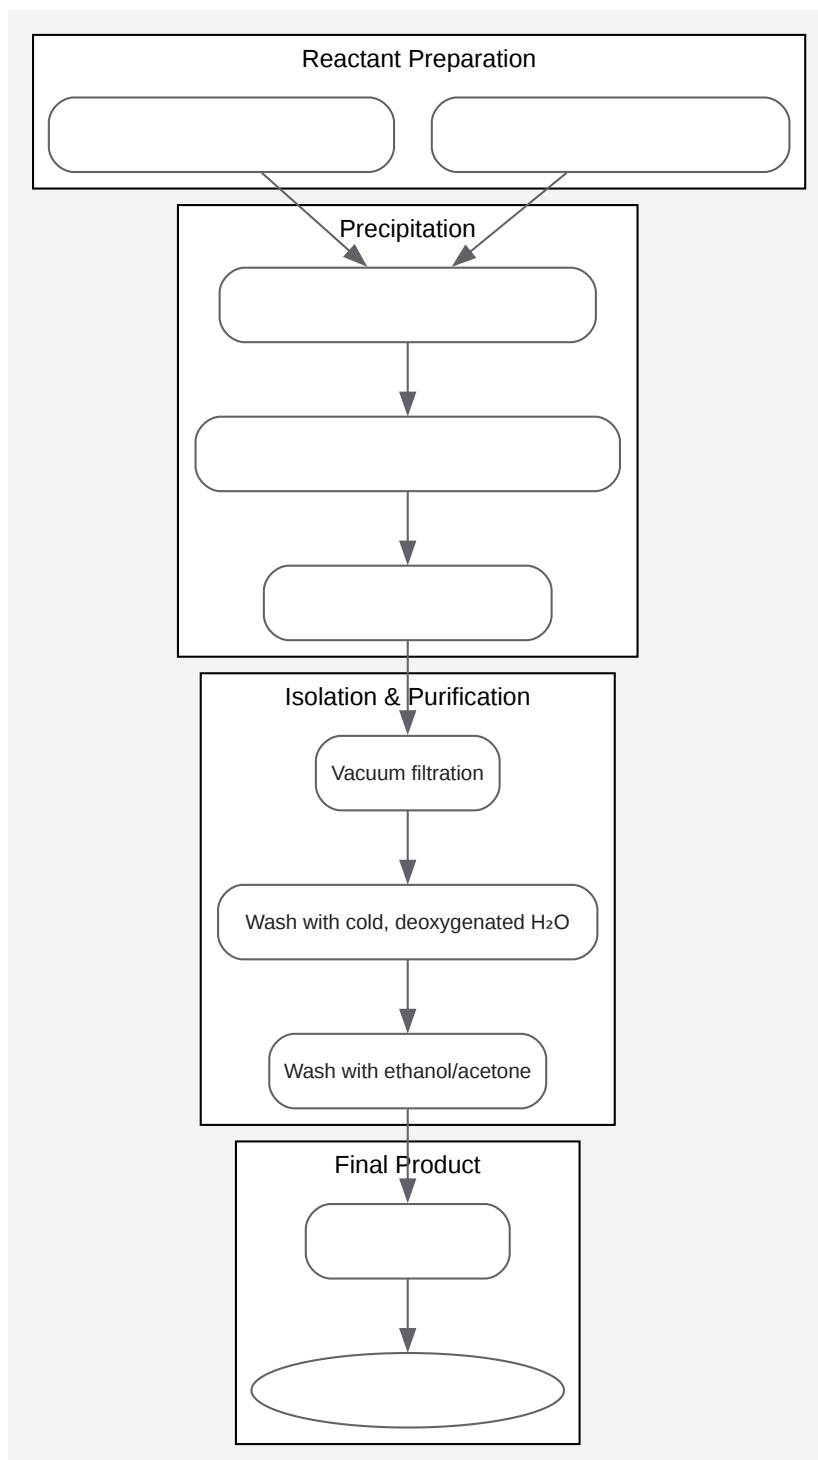 Reactant Preparation
Precipitation
Isolation & Purification
Vacuum filtration
Wash with cold, deoxygenated H₂O
Wash with ethanol/acetone
Final Product